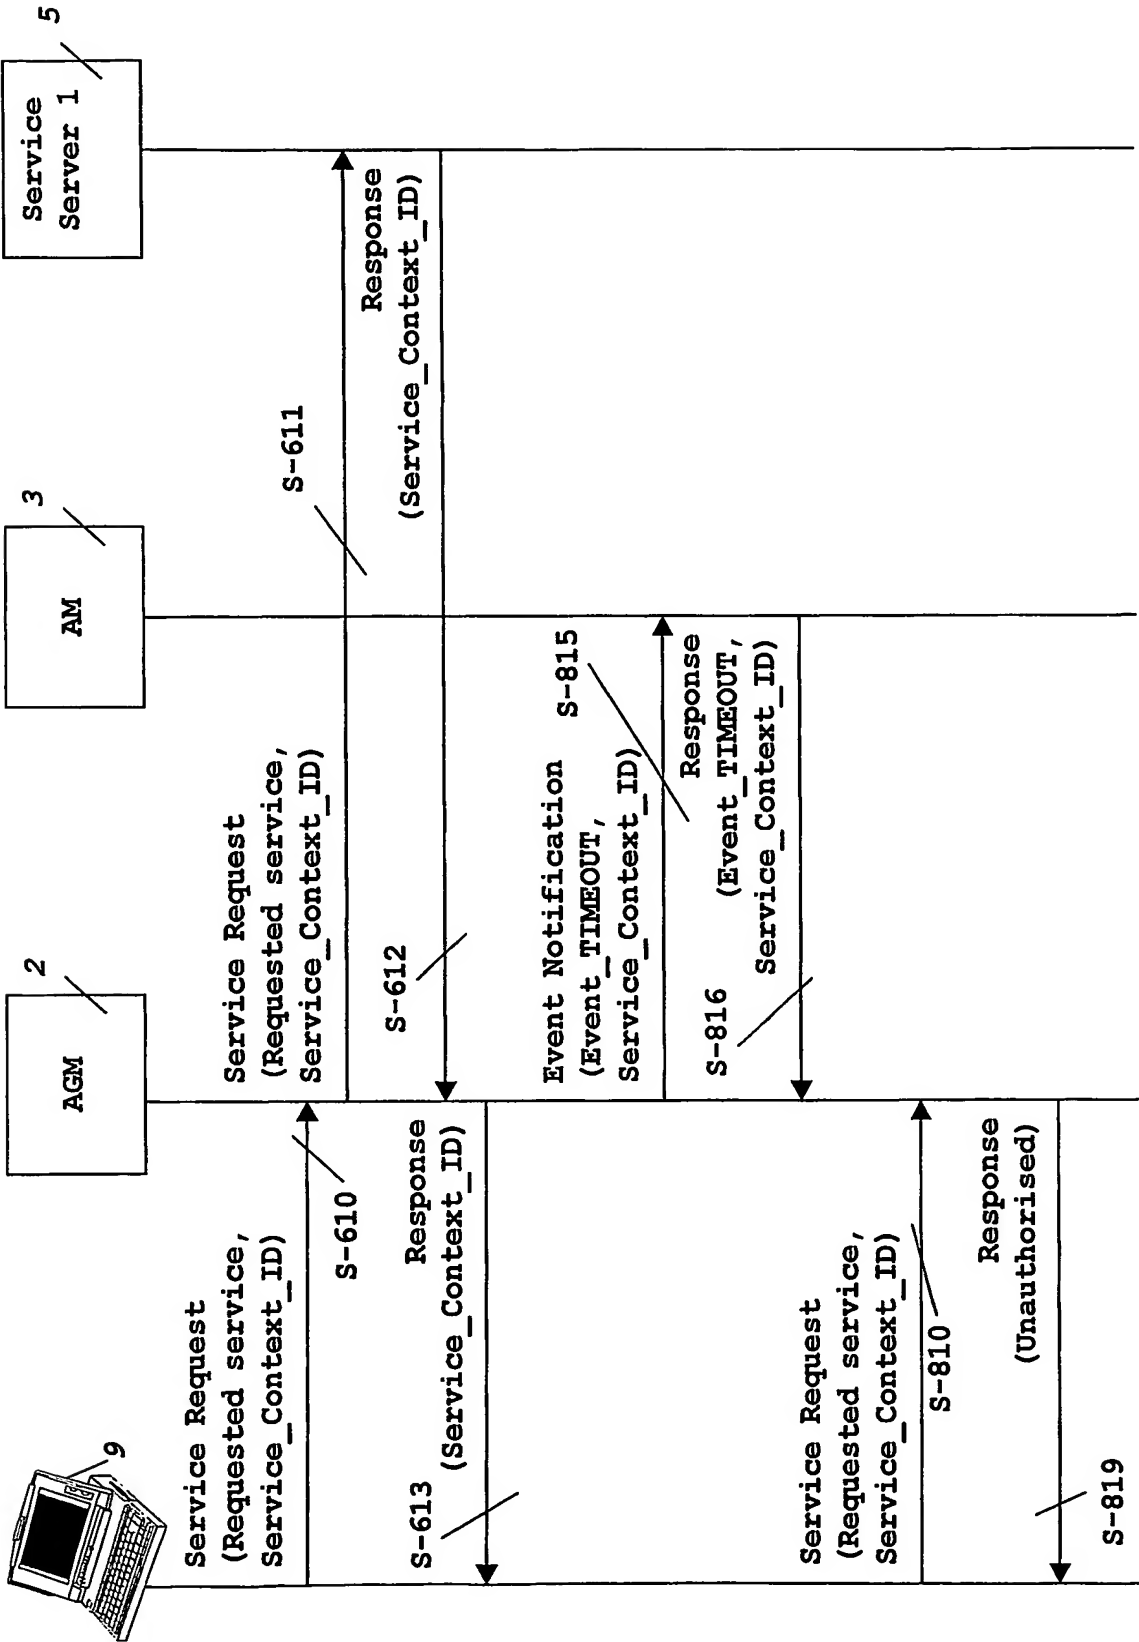 9
AGM
2
AM
3
Service
Server 1
5
Service Request
(Requested service,
Service_Context_ID)
S-610
Service Request
(Requested service,
Service_Context_ID)
S-611
Response
(Service_Context_ID)
S-612
Response
(Service_Context_ID)
S-613
Event Notification
(Event_TIMEOUT,
Service_Context_ID)
S-815
Response
(Event_TIMEOUT,
Service_Context_ID)
S-816
Service Request
(Requested service,
Service_Context_ID)
S-810
Response
(Unauthorised)
S-819